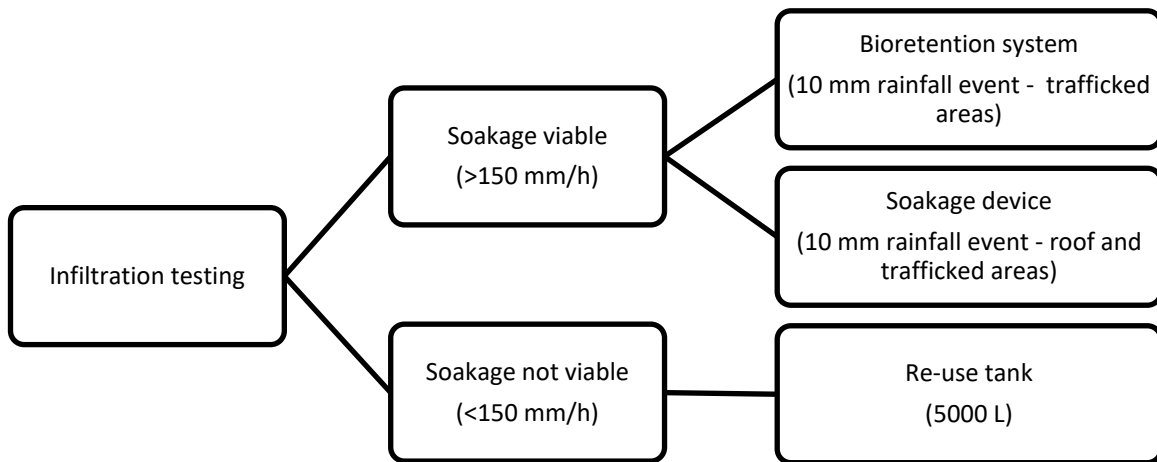 Infiltration testing
Soakage viable
(>150 mm/h)
Bioretention system
(10 mm rainfall event -  trafficked
areas)
Soakage device
(10 mm rainfall event - roof and
trafficked areas)
Soakage not viable
(<150 mm/h)
Re-use tank
(5000 L)